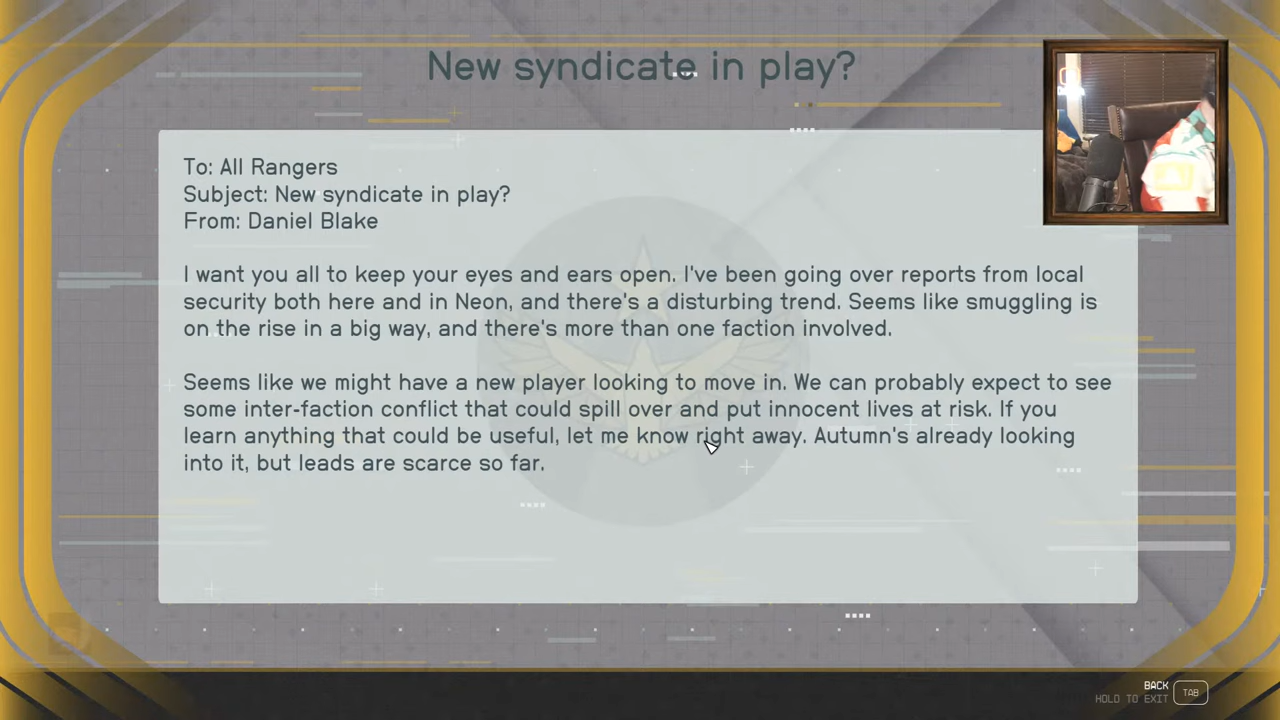 New syndicate in play?
To: All Rangers
Subject: New syndicate in play?
From: Daniel Blake
I want you all to keep your eyes and ears open. I've been going over reports from local
security both here and in Neon, and there's a disturbing trend. Seems like smuggling is
on the rise in a big way, and there's more than one faction involved.
Seems like we might have a new player looking to move in. We can probably expect to see
some inter-faction conflict that could spill over and put innocent lives at risk. If you
learn anything that could be useful, let me know right away. Autumn's already looking
into it, but leads are scarce so far.
BACK
HOLD TO EXIT TAB